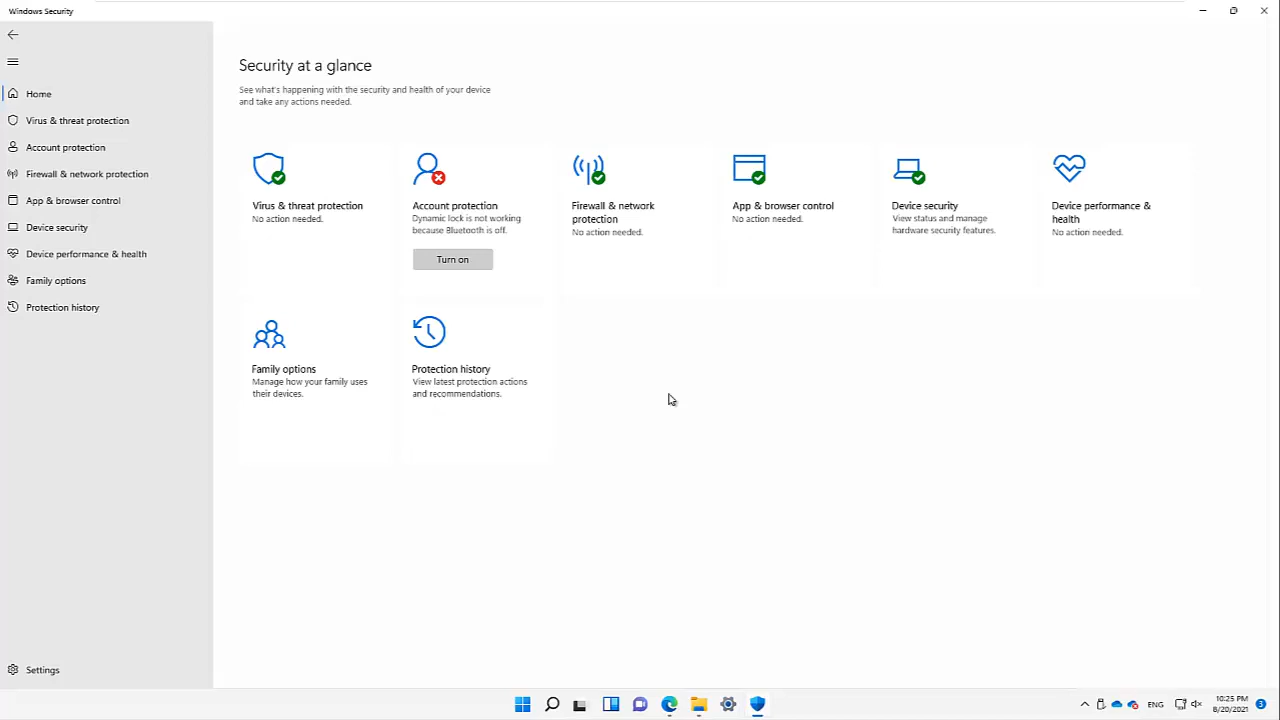 Windows Security
Home
Virus & threat protection
Account protection
Firewall & network protection
App & browser control
Device security
Device performance & health
Family options
Protection history
Settings
Security at a glance
See what's happening with the security and health of your device
and take any actions needed.
Virus & threat protection
No action needed.
Account protection
Dynamic lock is not working
because Bluetooth is off.
Turn on
Firewall & network
protection
No action needed.
App & browser control
No action needed.
Device security
View status and manage
hardware security features.
Device performance &
health
No action needed.
Family options
Manage how your family uses
their devices.
Protection history
View latest protection actions
and recommendations.
ENG
10:25 PM
8/20/2021
3